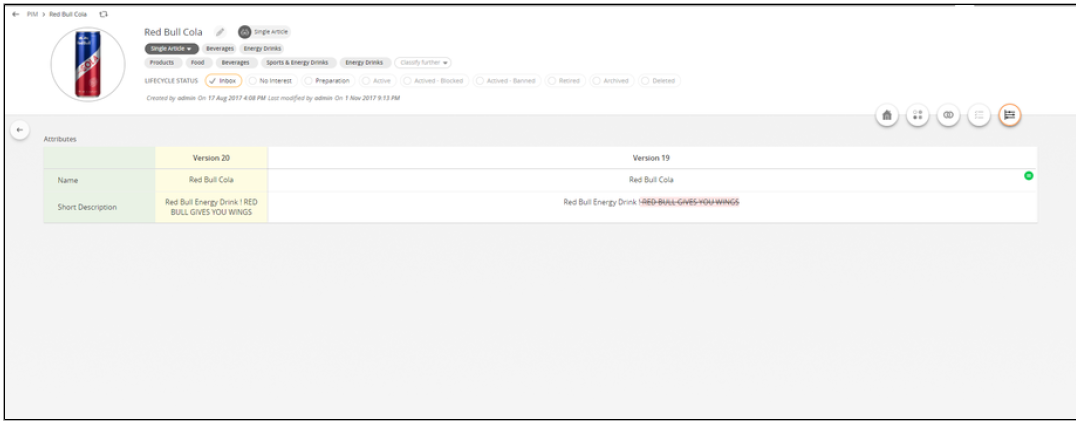 PIM > Red Bull Cola
Red Bull Cola Single Article
Single Article Beverages Energy Drinks
Products Food Beverages Sports & Energy Drinks Energy Drinks Classify further
LIFECYCLE STATUS Inbox No Interest Preparation Active Actived - Blocked Actived - Banned Retired Archived Deleted
Created by admin On 17 Aug 2017 4:08 PM Last modified by admin On 1 Nov 2017 9:13 PM
Attributes
Version 20 Version 19
Name Red Bull Cola Red Bull Cola
Short Description Red Bull Energy Drink ! RED BULL GIVES YOU WINGS Red Bull Energy Drink ! RED BULL GIVES YOU WINGS